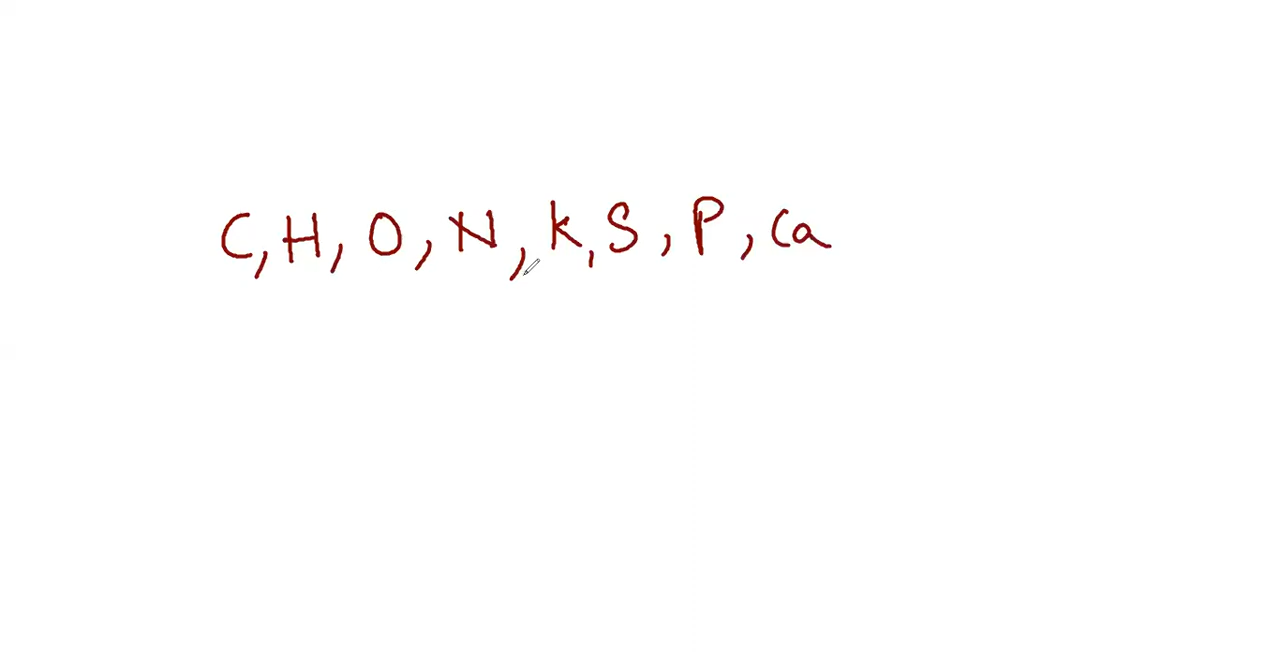 C, H, O, N, K, S, P, Ca